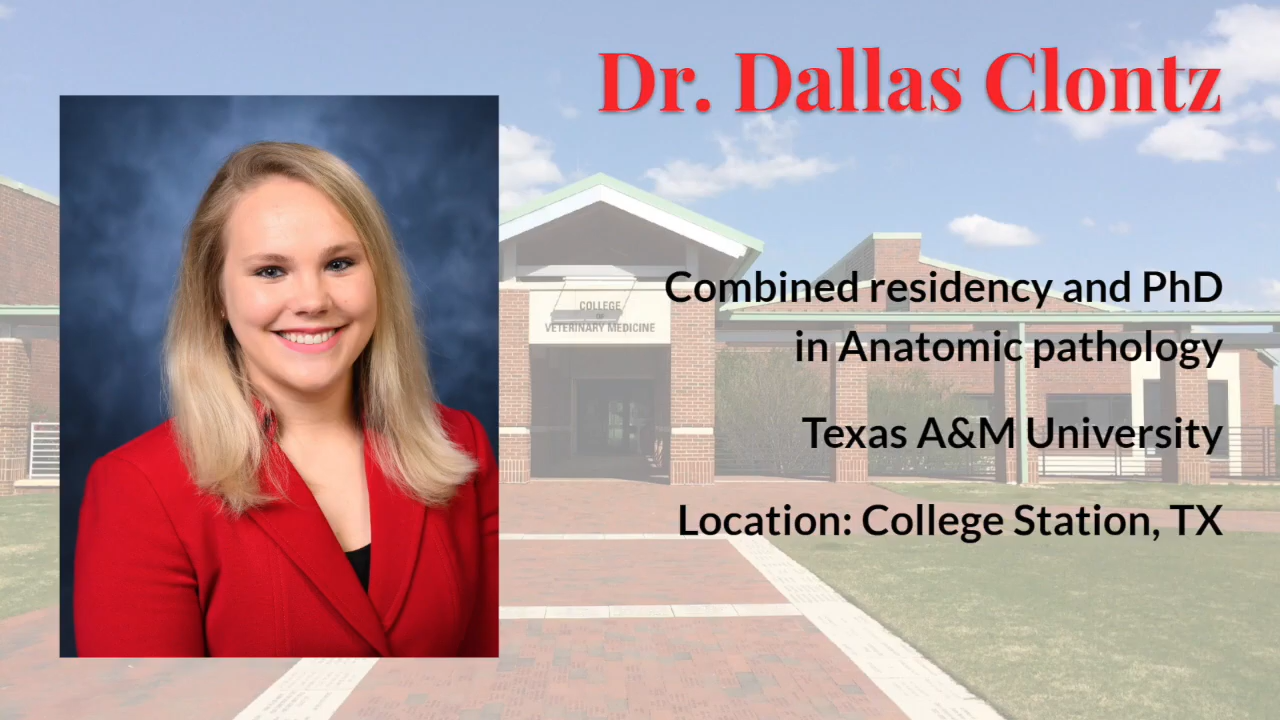 Dr. Dallas Clontz
COLLEGE
OF
VETERINARY MEDICINE
Combined residency and PhD
in Anatomic pathology
Texas A&M University
Location: College Station, TX